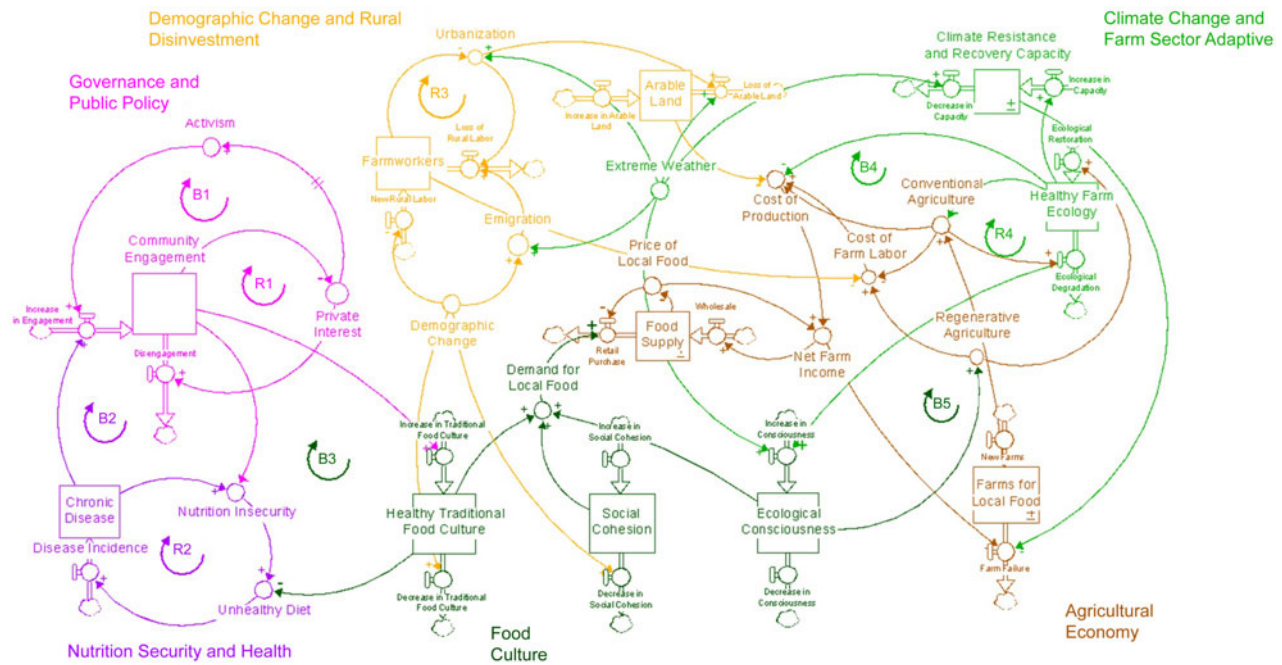 Demographic Change and Rural
Disinvestment
Climate Change and
Farm Sector Adaptive
Governance and
Public Policy
Urbanization
Climate Resistance
and Recovery Capacity
Arable
Land
Loss of
Arable Land
Increase in Arable
Land
Increase in
Capacity
Decrease in
Capacity
Activism
R3
Loss of
Rural Labor
Farmworkers
New Rural Labor
Extreme Weather
Ecological
Restoration
B4
B1
Cost of
Production
Conventional
Agriculture
Healthy Farm
Ecology
Emigration
Community
Engagement
R1
Price of
Local Food
Cost of
Farm Labor
R4
Ecological
Degradation
Increase
in Engagement
Private
Interest
Disengagement
Demographic
Change
Wholesale
Food
Supply
Retail
Purchase
Net Farm
Income
Regenerative
Agriculture
Demand for
Local Food
B2
B3
B5
Increase in Traditional
Food Culture
Increase in
Social Cohesion
Increase in
Consciousness
New Farms
Chronic
Disease
Nutrition Insecurity
Healthy Traditional
Food Culture
Social
Cohesion
Ecological
Consciousness
Farms for
Local Food
Disease Incidence
R2
Unhealthy Diet
Decrease in Traditional
Food Culture
Decrease in
Social Cohesion
Decrease in
Consciousness
Farm Failure
Nutrition Security and Health
Food
Culture
Agricultural
Economy